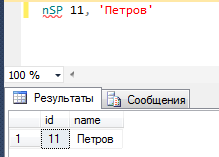 nSP 11, 'Петров'
100 %
Результаты Сообщения
id name
1 11 Петров